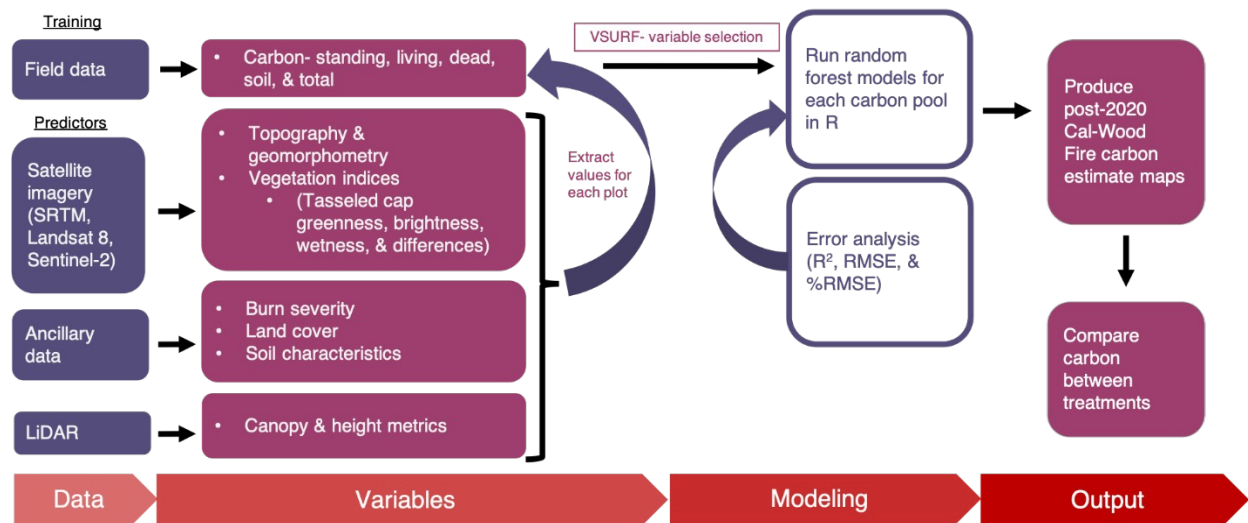 Training
Field data
• Carbon- standing, living, dead,
soil, & total
Predictors
Satellite
imagery
(SRTM,
Landsat 8,
Sentinel-2)
• Topography &
geomorphometry
• Vegetation indices
• (Tasseled cap
greenness, brightness,
wetness, & differences)
Ancillary
data
• Burn severity
• Land cover
• Soil characteristics
LiDAR
• Canopy & height metrics
Extract
values for
each plot
VSURF- variable selection
Run random
forest models for
each carbon pool
in R
Error analysis
(R², RMSE, &
%RMSE)
Produce
post-2020
Cal-Wood
Fire carbon
estimate maps
Compare
carbon
between
treatments
Data
Variables
Modeling
Output